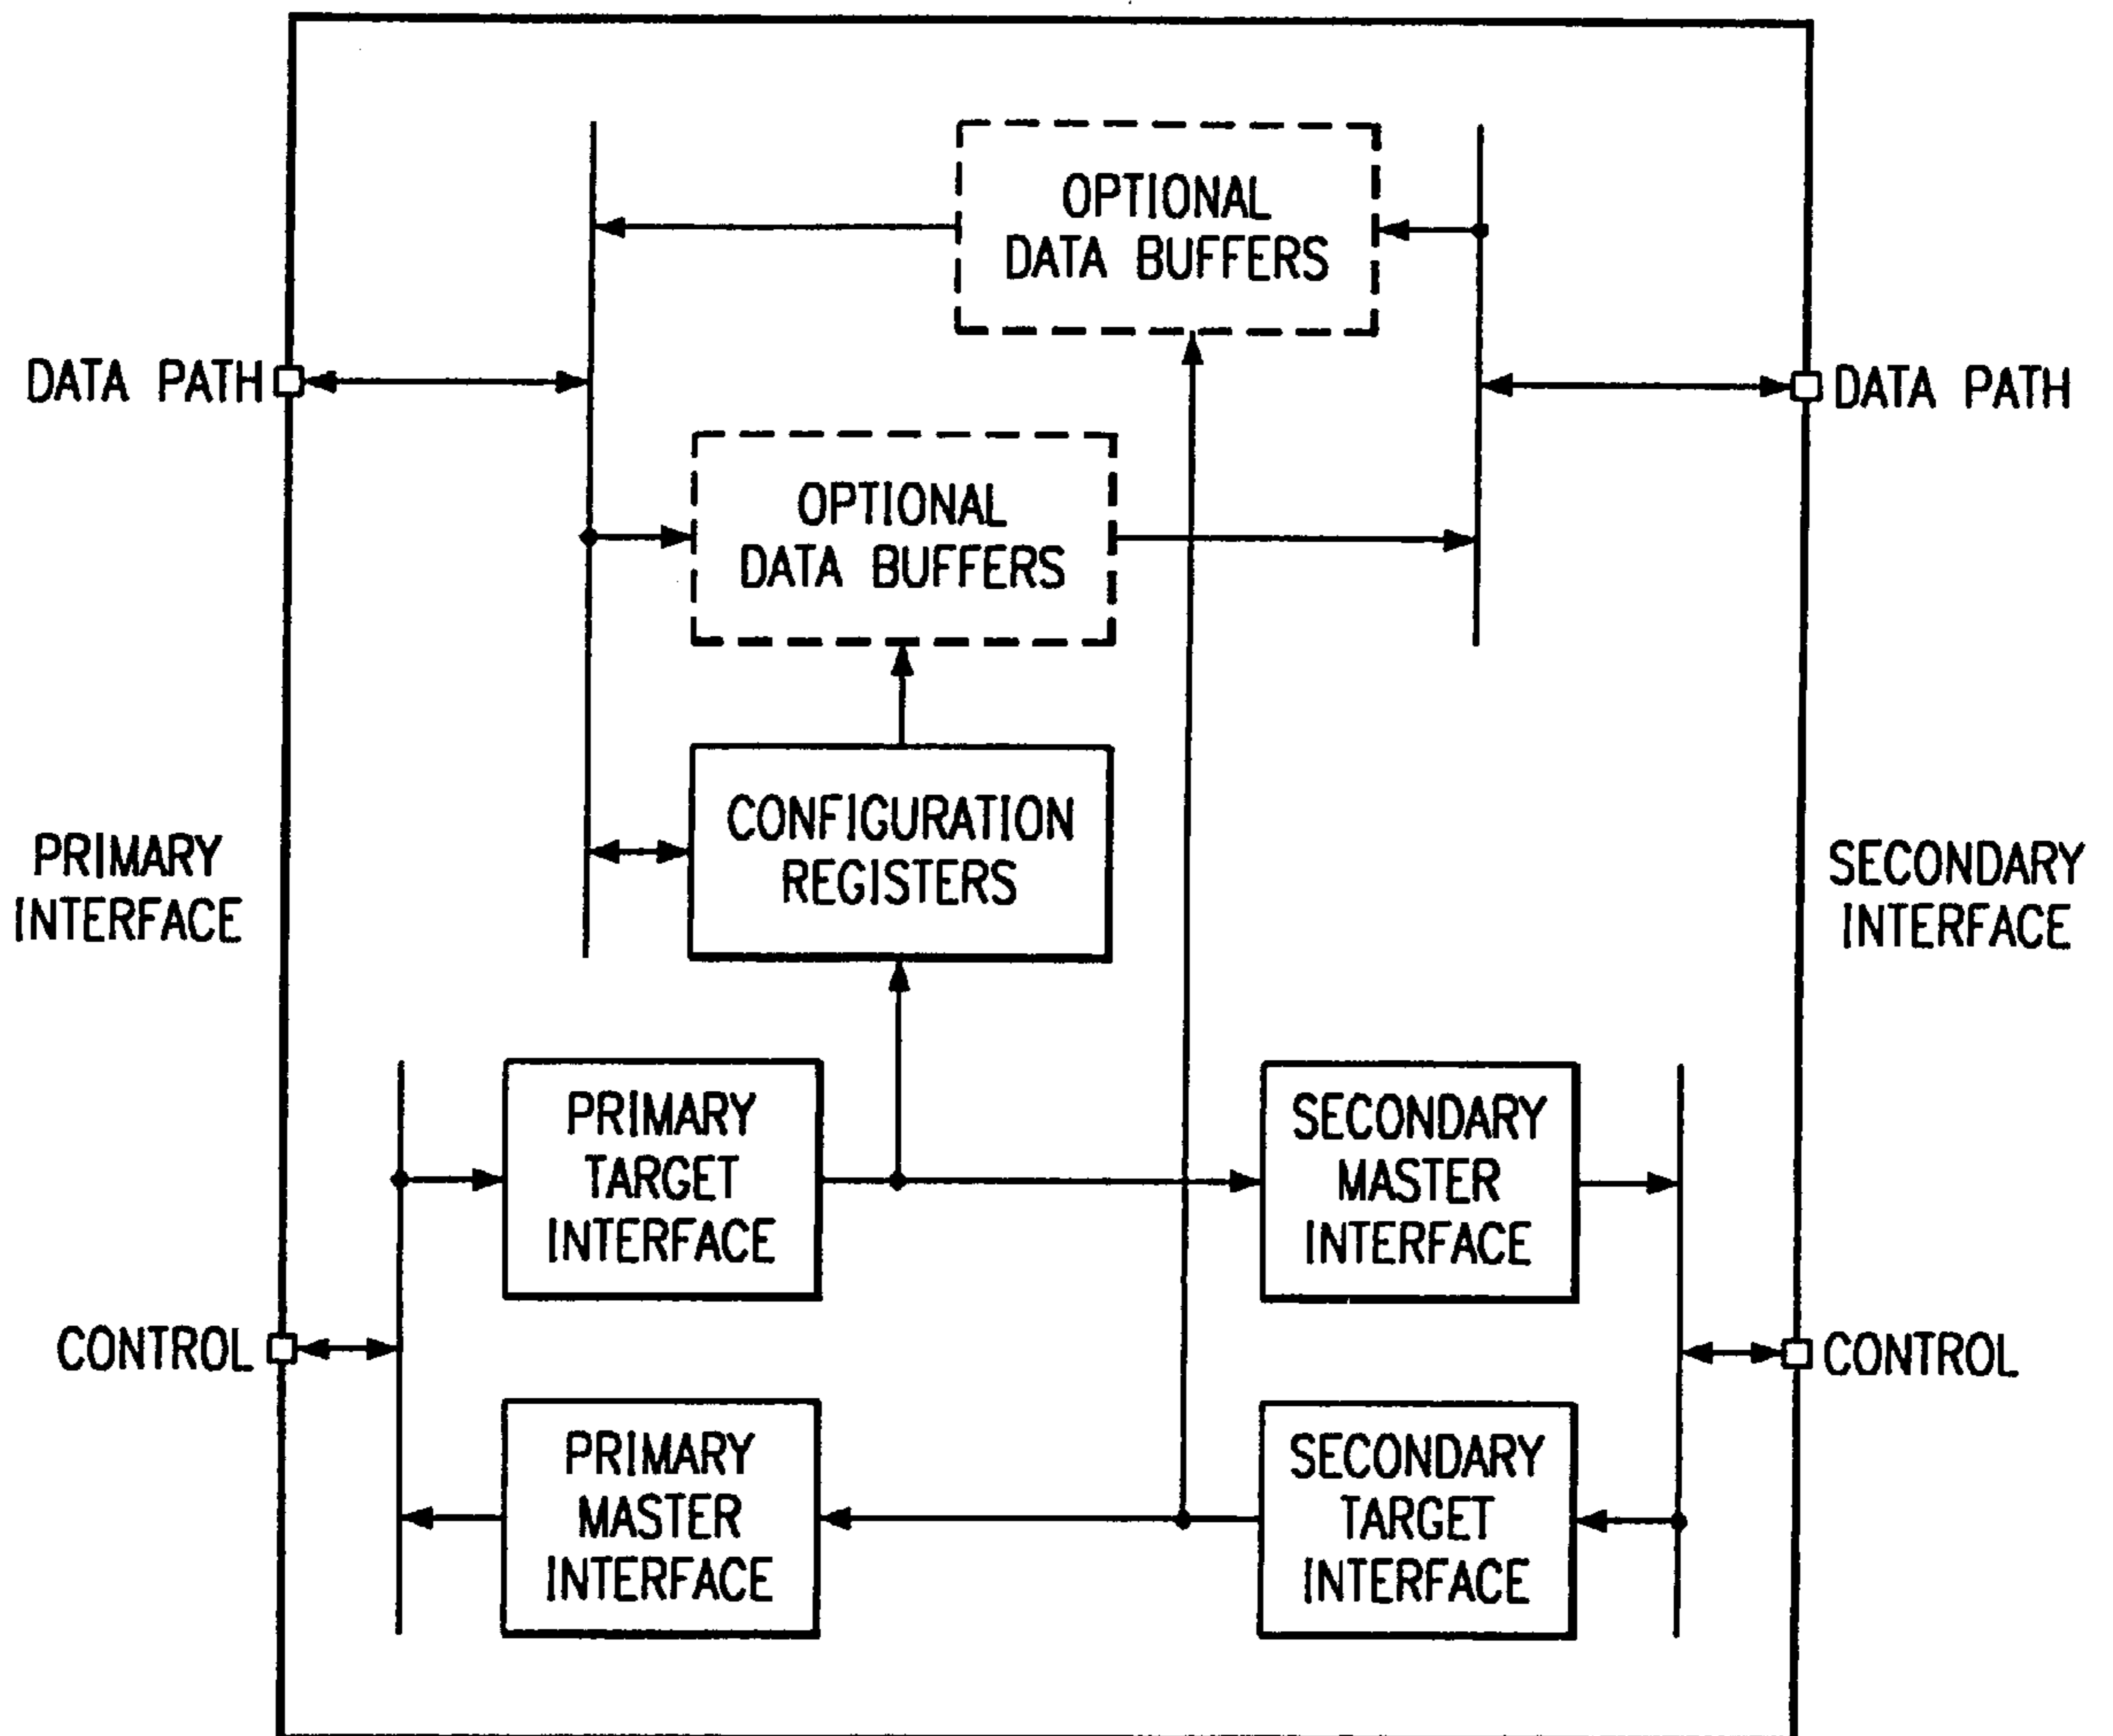 OPTIONAL
DATA BUFFERS
DATA PATH
DATA PATH
OPTIONAL
DATA BUFFERS
CONFIGURATION
REGISTERS
PRIMARY
INTERFACE
SECONDARY
INTERFACE
PRIMARY
TARGET
INTERFACE
SECONDARY
MASTER
INTERFACE
CONTROL
CONTROL
PRIMARY
MASTER
INTERFACE
SECONDARY
TARGET
INTERFACE